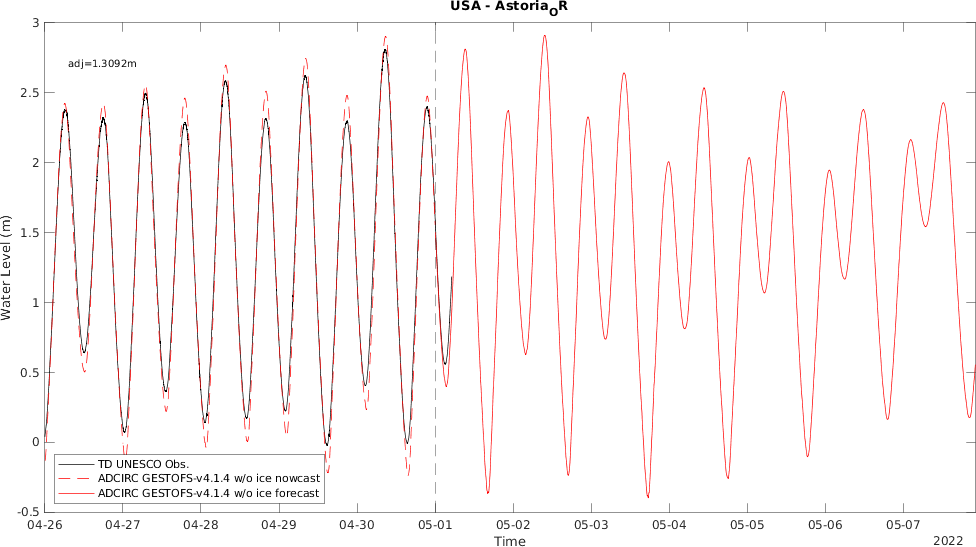 USA - Astoria_OR
3
adj=1.3092m
2.5
2
1.5
Water Level (m)
1
0.5
0
TD UNESCO Obs.
ADCIRC GESTOFS-v4.1.4 w/o ice nowcast
ADCIRC GESTOFS-v4.1.4 w/o ice forecast
-0.5
04-26 04-27 04-28 04-29 04-30 05-01 05-02 05-03 05-04 05-05 05-06 05-07
Time
2022